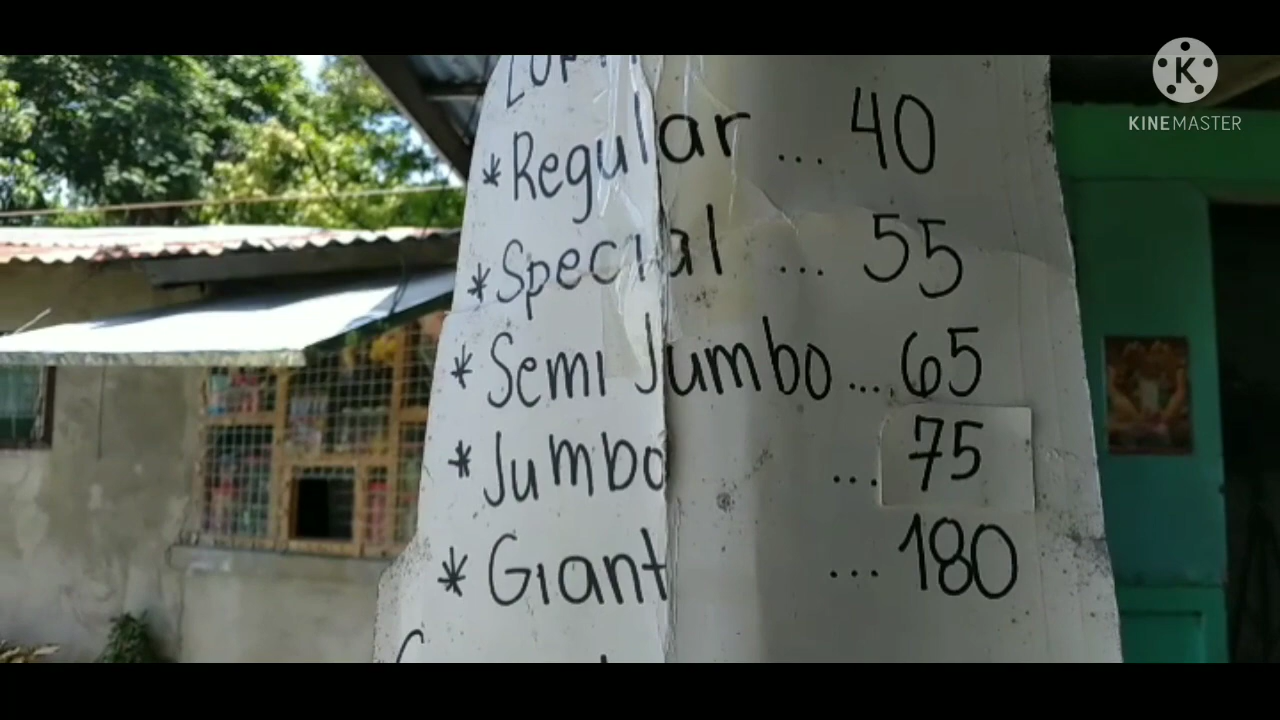 KINEMASTER
* Regular ... 40
* Special ... 55
* Semi Jumbo ... 65
* Jumbo ... 75
* Giant ... 180